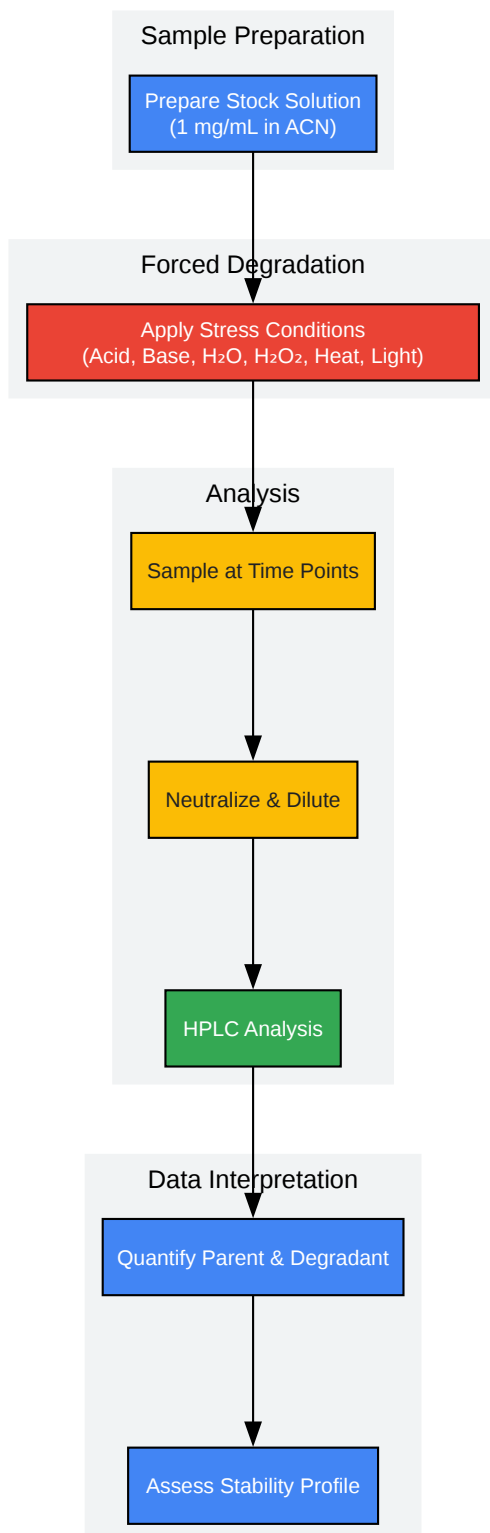 Sample Preparation
Prepare Stock Solution
(1 mg/mL in ACN)
Forced Degradation
Apply Stress Conditions
(Acid, Base, H₂O, H₂O₂, Heat, Light)
Analysis
Sample at Time Points
Neutralize & Dilute
HPLC Analysis
Data Interpretation
Quantify Parent & Degradant
Assess Stability Profile